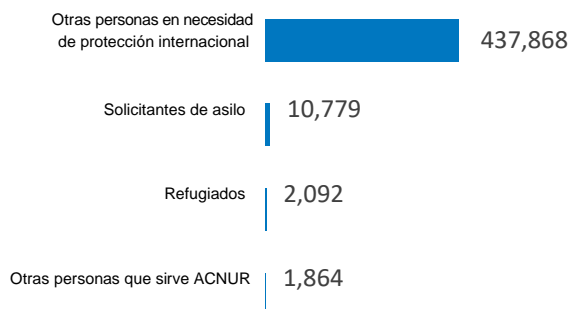 Otras personas en necesidad
de protección internacional
437,868
Solicitantes de asilo
10,779
Refugiados
2,092
Otras personas que sirve ACNUR
1,864